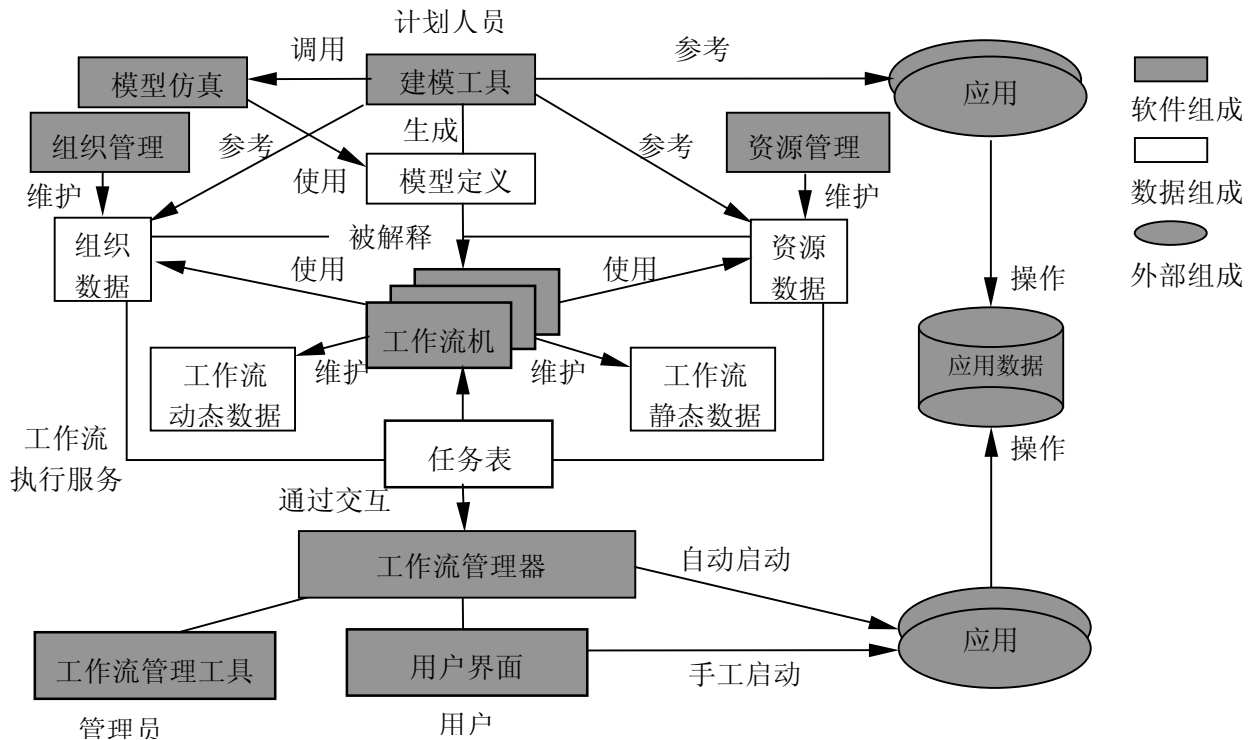 计划人员
调用
参考
模型仿真
建模工具
应用
软件组成
组织管理
参考
生成
参考
资源管理
使用
模型定义
数据组成
维护
维护
组织
数据
被解释
资源
数据
外部组成
使用
使用
操作
工作流机
应用数据
工作流
动态数据
维护
维护
工作流
静态数据
工作流
执行服务
任务表
操作
通过交互
工作流管理器
自动启动
应用
工作流管理工具
用户界面
手工启动
管理员
用户